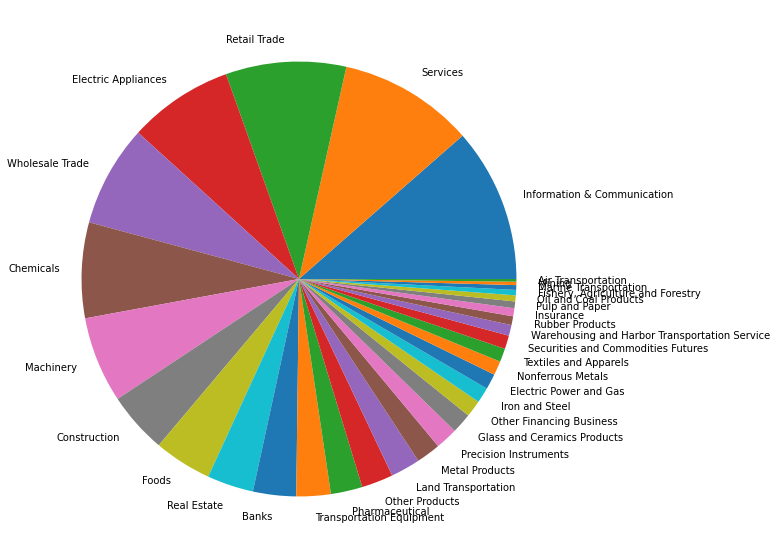 Retail Trade
Services
Electric Appliances
Wholesale Trade
Information & Communication
Chemicals
Air Transportation
Mining
Marine Transportation
Fishery, Agriculture and Forestry
Oil and Coal Products
Pulp and Paper
Insurance
Rubber Products
Warehousing and Harbor Transportation Service
Securities and Commodities Futures
Textiles and Apparels
Machinery
Nonferrous Metals
Electric Power and Gas
Iron and Steel
Other Financing Business
Construction
Glass and Ceramics Products
Precision Instruments
Metal Products
Foods
Land Transportation
Other Products
Real Estate
Pharmaceutical
Banks
Transportation Equipment